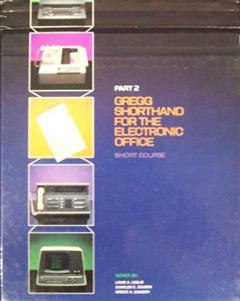 PART 2
GREGG
SHORTHAND
FOR THE
ELECTRONIC
OFFICE
SHORT COURSE
SERIES 90
LOUIS A. LESLIE
CHARLES E. ZOUBEK
GREGG A. CONDON